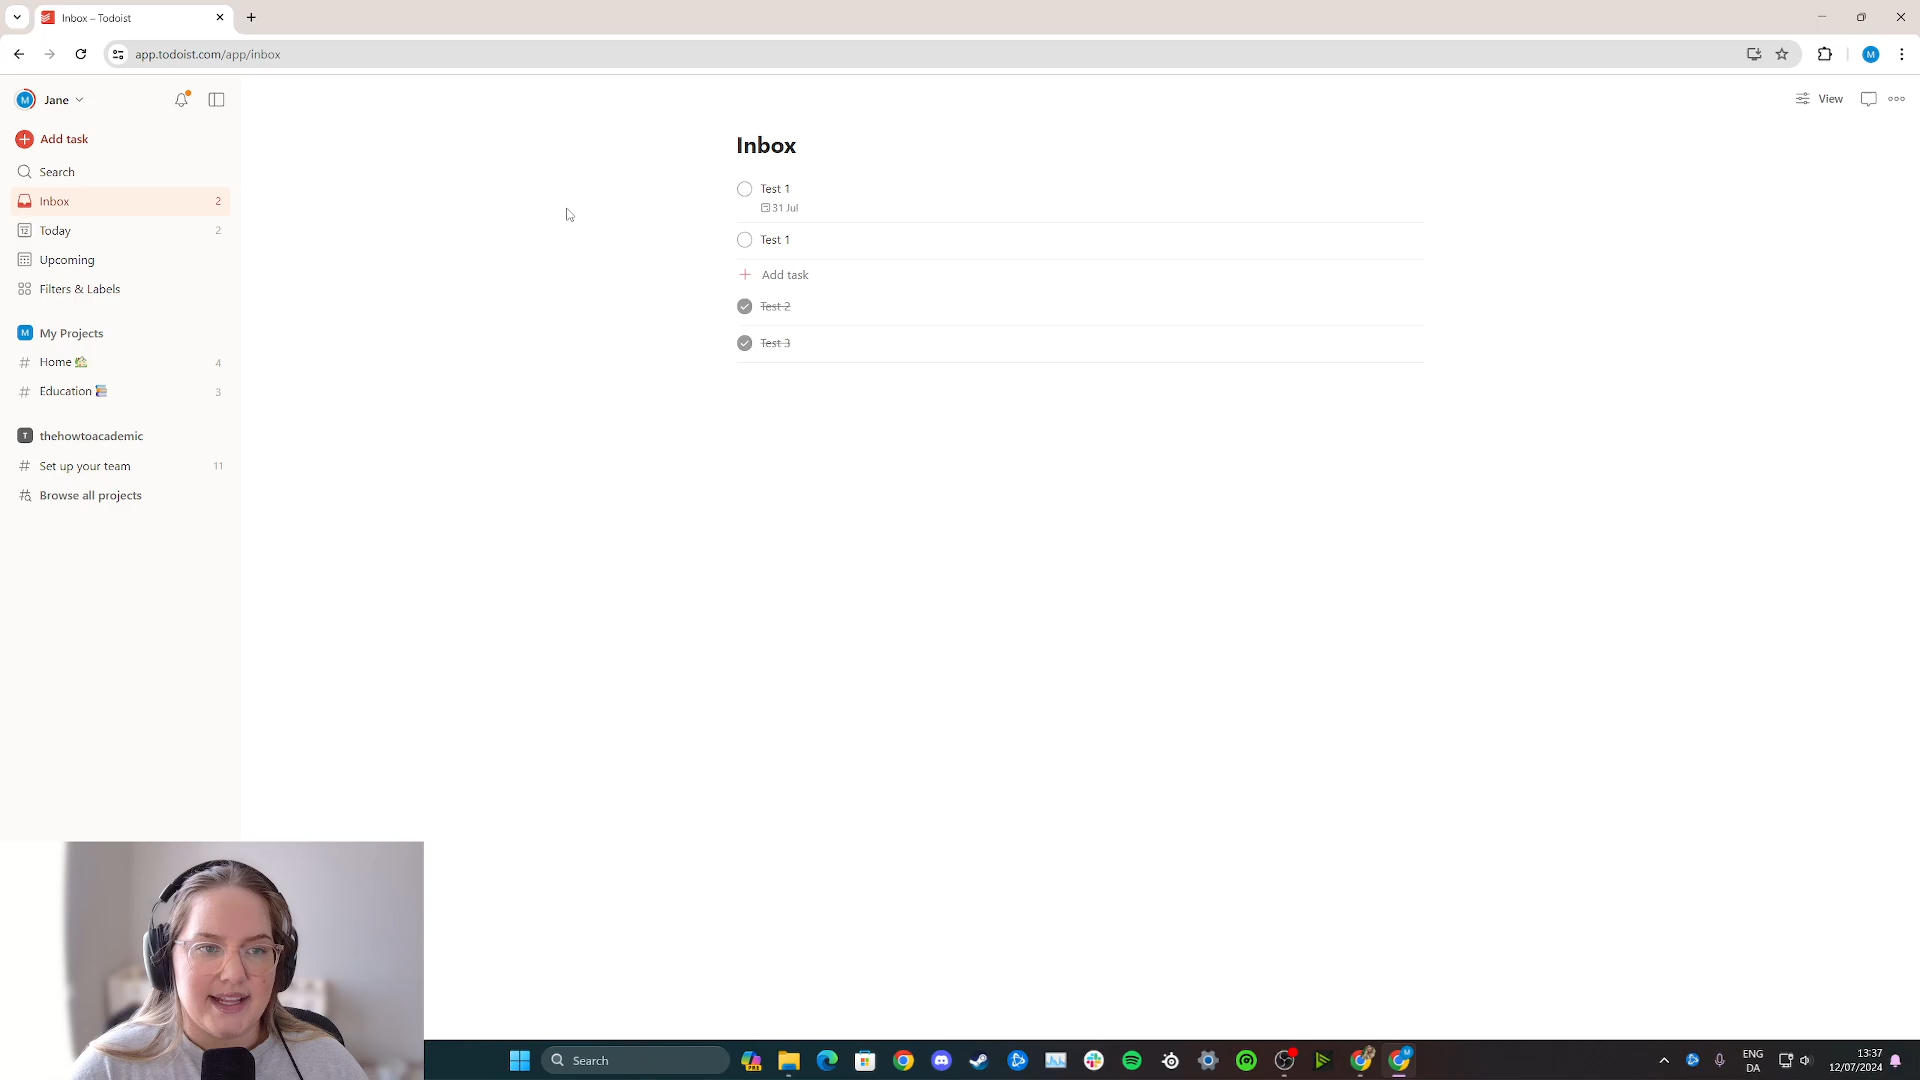 Inbox – Todoist
app.todoist.com/app/inbox
M
M Jane
View
Add task
Search
Inbox 2
12 Today 2
Upcoming
Filters & Labels
M My Projects
# Home 4
# Education 3
T thehowtoacademic
# Set up your team 11
Browse all projects
Inbox
Test 1
31 Jul
Test 1
Add task
Test 2
Test 3
Search
PRE
M
ENG
DA
13:37
12/07/2024